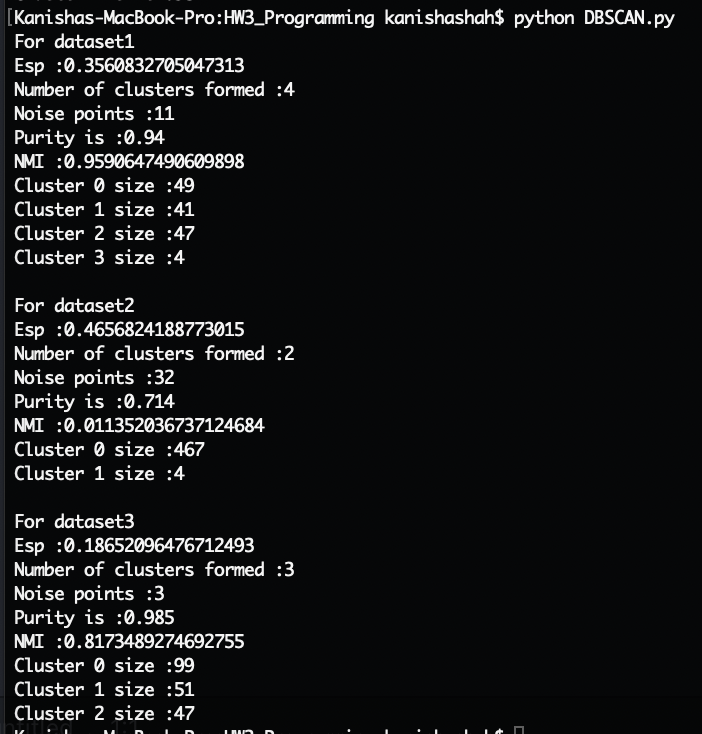 [Kanishas-MacBook-Pro:HW3_Programming kanishashah$ python DBSCAN.py
For dataset1
Esp :0.3560832705047313
Number of clusters formed :4
Noise points :11
Purity is :0.94
NMI :0.9590647490609898
Cluster 0 size :49
Cluster 1 size :41
Cluster 2 size :47
Cluster 3 size :4
For dataset2
Esp :0.4656824188773015
Number of clusters formed :2
Noise points :32
Purity is :0.714
NMI :0.011352036737124684
Cluster 0 size :467
Cluster 1 size :4
For dataset3
Esp :0.18652096476712493
Number of clusters formed :3
Noise points :3
Purity is :0.985
NMI :0.8173489274692755
Cluster 0 size :99
Cluster 1 size :51
Cluster 2 size :47
Kanishas-MacBook-Pro:HW3_Programming kanishashah$